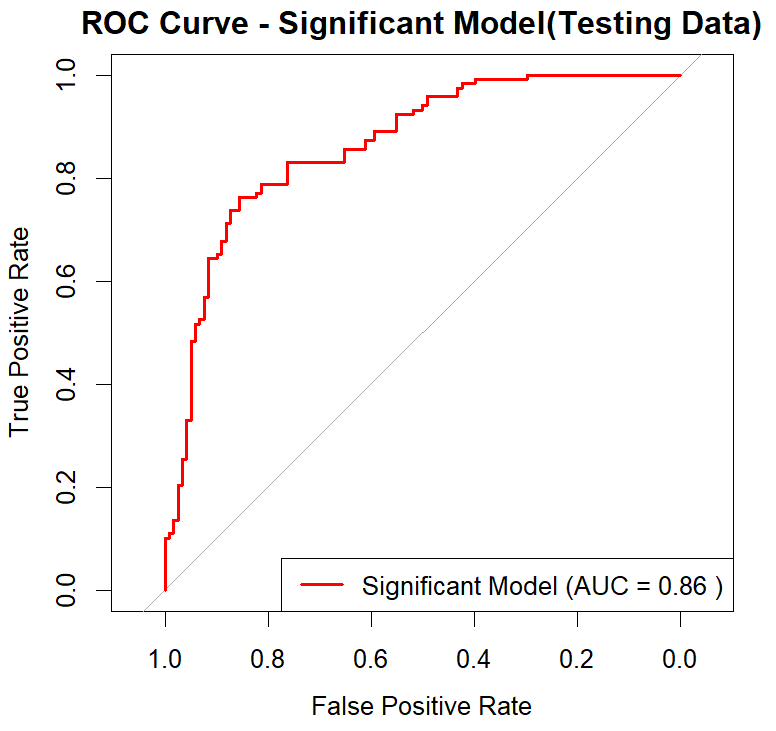 ROC Curve - Significant Model(Testing Data)
True Positive Rate
1.0
0.8
0.6
0.4
0.2
0.0
Significant Model (AUC = 0.86 )
1.0 0.8 0.6 0.4 0.2 0.0
False Positive Rate